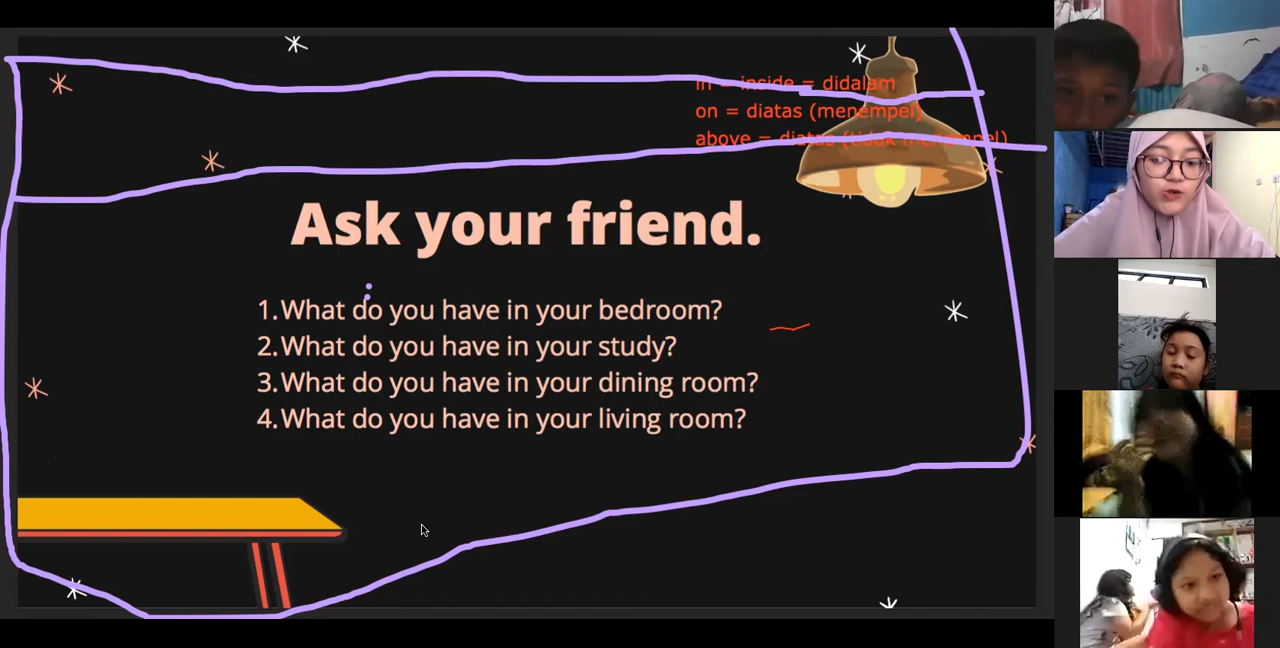 in = inside = didalam
on = diatas (menempel)
above = diatas (tidak menempel)
Ask your friend.
1. What do you have in your bedroom?
2. What do you have in your study?
3. What do you have in your dining room?
4. What do you have in your living room?